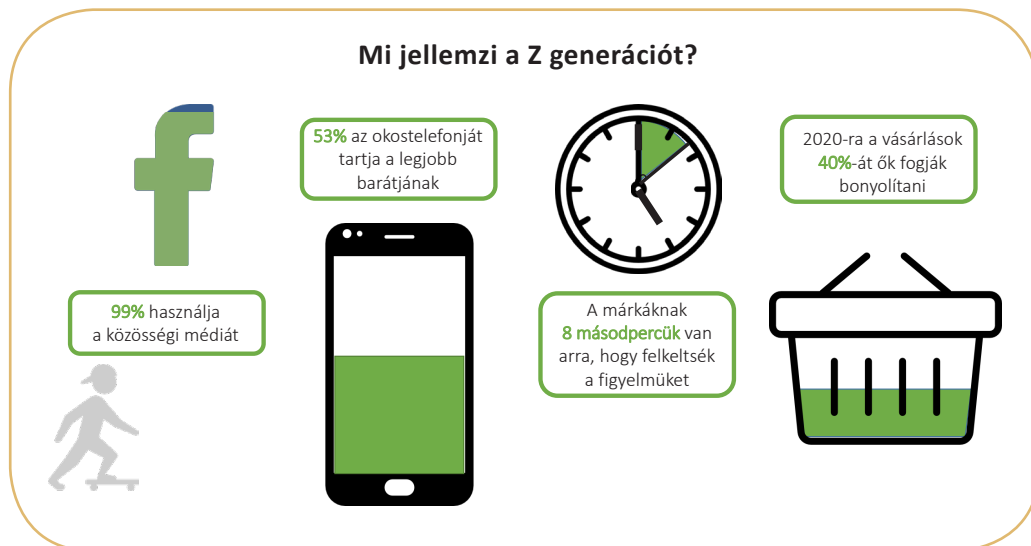 Mi jellemzi a Z generációt?
99% használja
a közösségi médiát
53% az okostelefonját
tartja a legjobb
barátjának
A márkáknak
8 másodpercük van
arra, hogy felkeltsék
a figyelmüket
2020-ra a vásárlások
40%-át ők fogják
bonyolítani